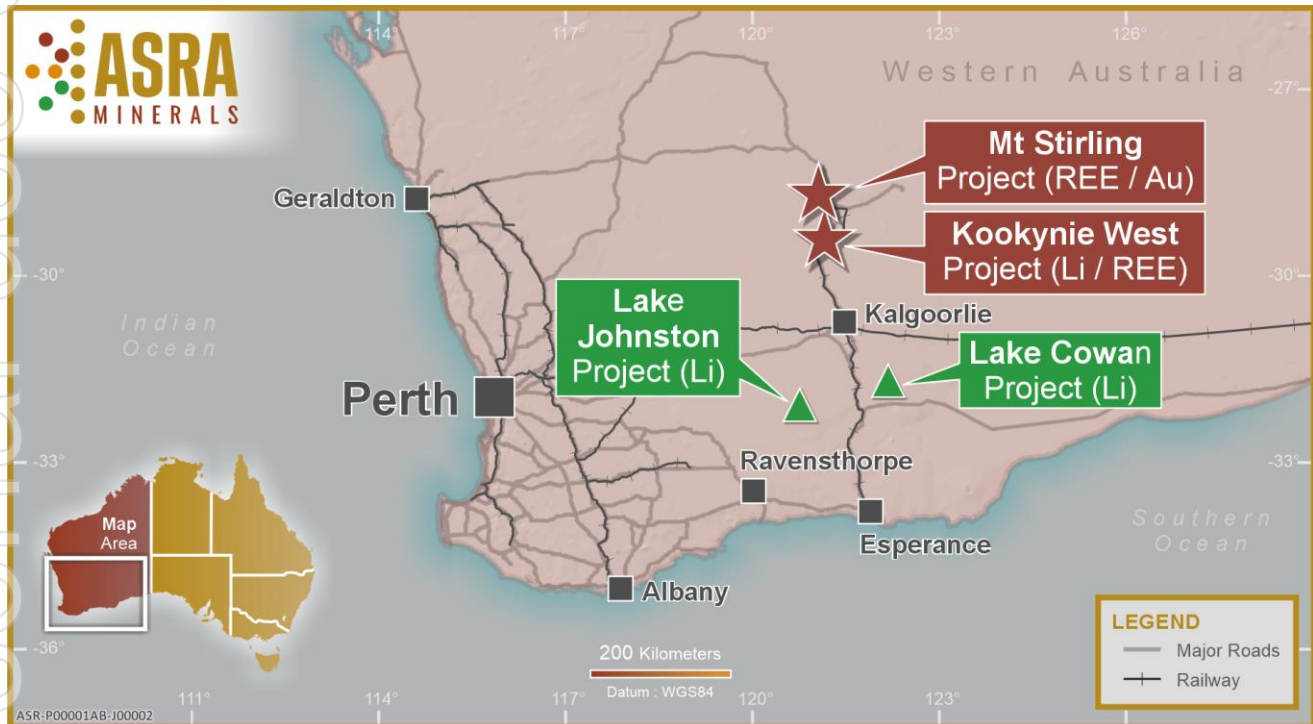 ASRA
MINERALS
114°
117°
120°
123°
126°
Western Australia
-27°
Mt Stirling
Project (REE / Au)
Geraldton
Kookynie West
Project (Li / REE)
-30°
-30°
Lake
Johnston
Project (Li)
Kalgoorlie
Indian
Ocean
Lake Cowan
Project (Li)
Perth
-33°
Ravensthorpe
-33°
Map
Area
Esperance
Southern
Ocean
Albany
LEGEND
Major Roads
Railway
-36°
200 Kilometers
Datum : WGS84
111°
114°
117°
120°
123°
ASR-P00001AB-J00002